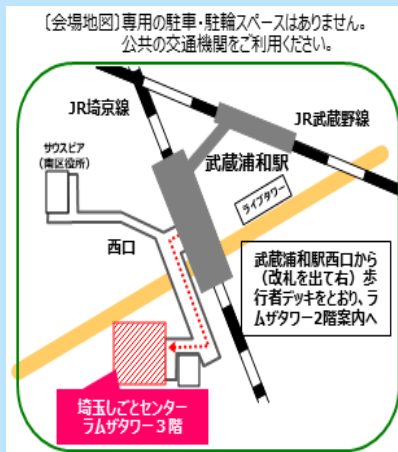 〔会場地図〕専用の駐車・駐輪スペースはありません。
公共の交通機関をご利用ください。
JR埼京線
JR武蔵野線
サウスピア
(南区役所)
武蔵浦和駅
ライブタワー
西口
武蔵浦和駅西口から
(改札を出て右)歩
行者デッキをとおり、ラ
ムザタワー2階案内へ
埼玉しごとセンター
ラムザタワー3階